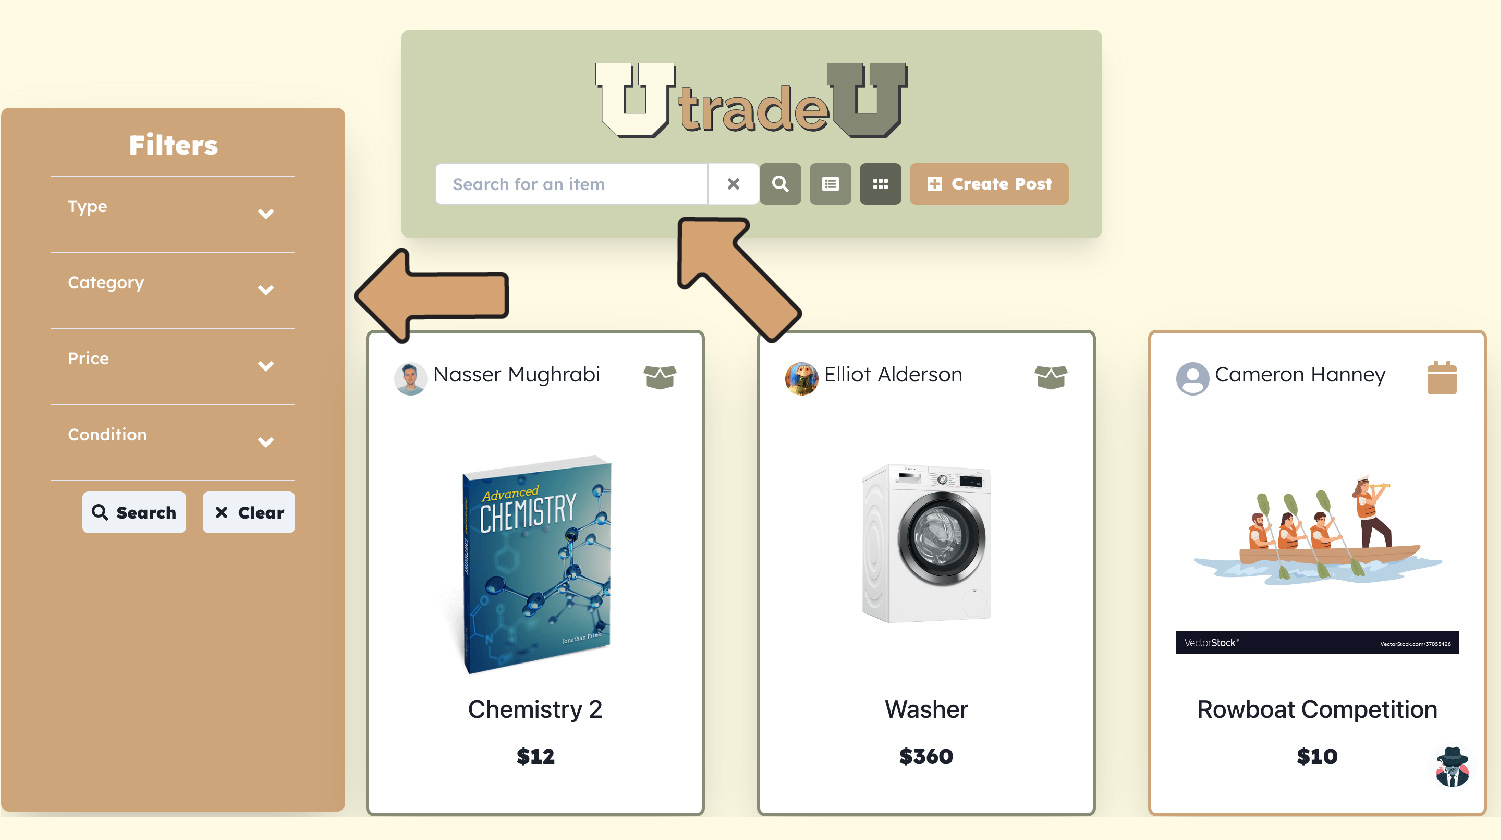 UtradeU
Search for an item
Create Post
Filters
Type
Category
Price
Condition
Search
Clear
Nasser Mughrabi
Advanced
CHEMISTRY
Chemistry 2
$12
Elliot Alderson
Washer
$360
Cameron Hanney
VectorStock®
Rowboat Competition
$10